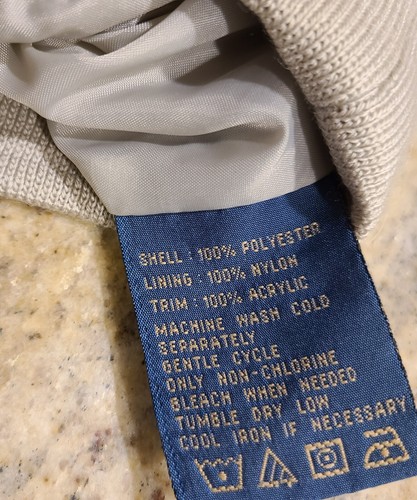 SHELL : 100% POLYESTER
LINING : 100% NYLON
TRIM : 100% ACRYLIC
MACHINE WASH COLD
SEPARATELY
GENTLE CYCLE
ONLY NON-CHLORINE
BLEACH WHEN NEEDED
TUMBLE DRY LOW
COOL IRON IF NECESSARY